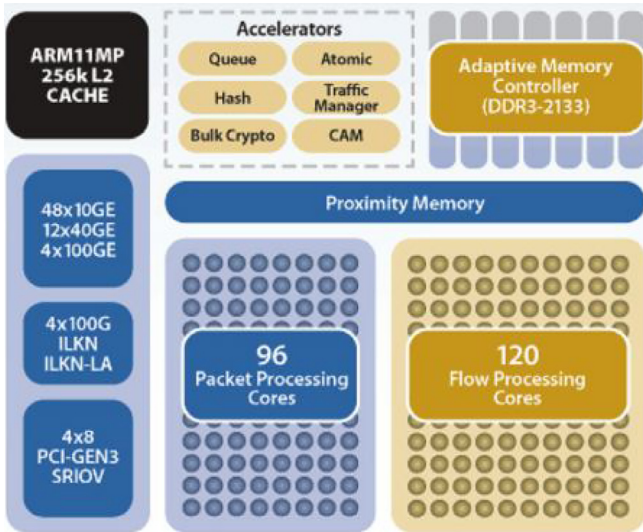 ARM11MP
256k L2
CACHE
Accelerators
Queue
Atomic
Hash
Traffic
Manager
Bulk Crypto
CAM
Adaptive Memory
Controller
(DDR3-2133)
Proximity Memory
48x10GE
12x40GE
4x100GE
4x100G
ILKN
ILKN-LA
4x8
PCI-GEN3
SRIOV
96
Packet Processing
Cores
120
Flow Processing
Cores